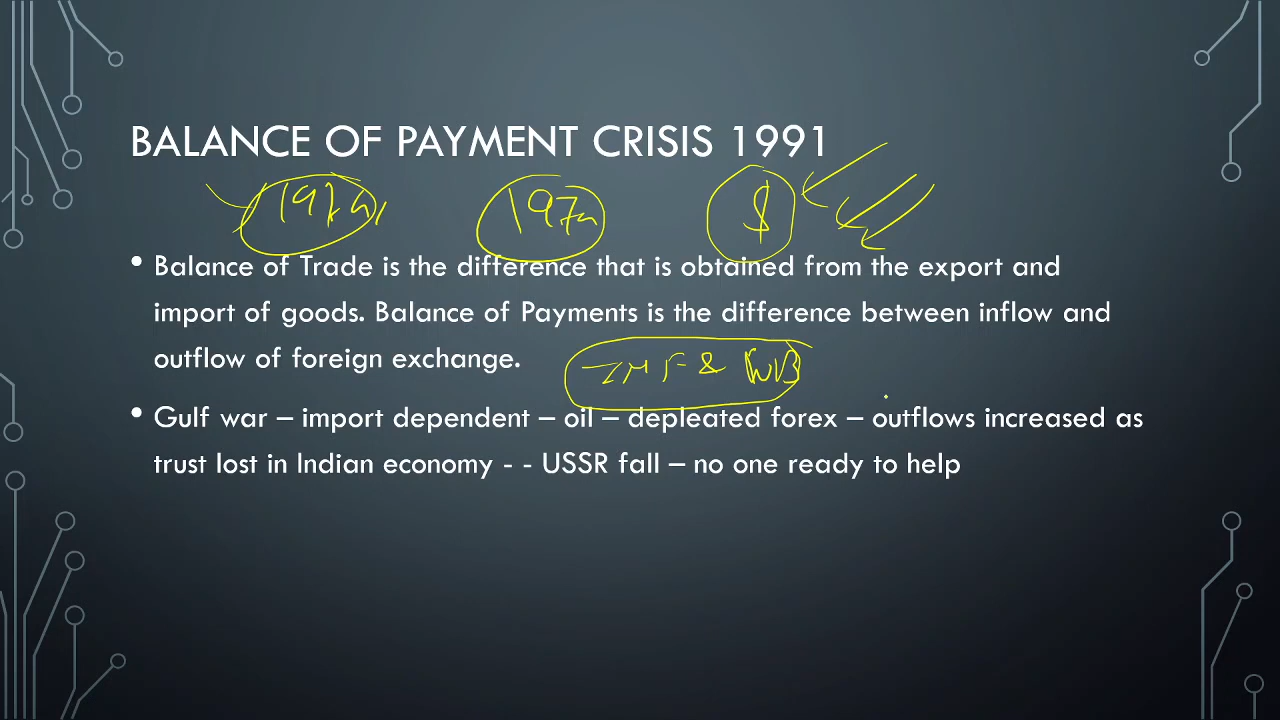 BALANCE OF PAYMENT CRISIS 1991
$
• Balance of Trade is the difference that is obtained from the export and
import of goods. Balance of Payments is the difference between inflow and
outflow of foreign exchange.
IMF & WB
• Gulf war – import dependent – oil – depleated forex – outflows increased as
trust lost in Indian economy - - USSR fall – no one ready to help